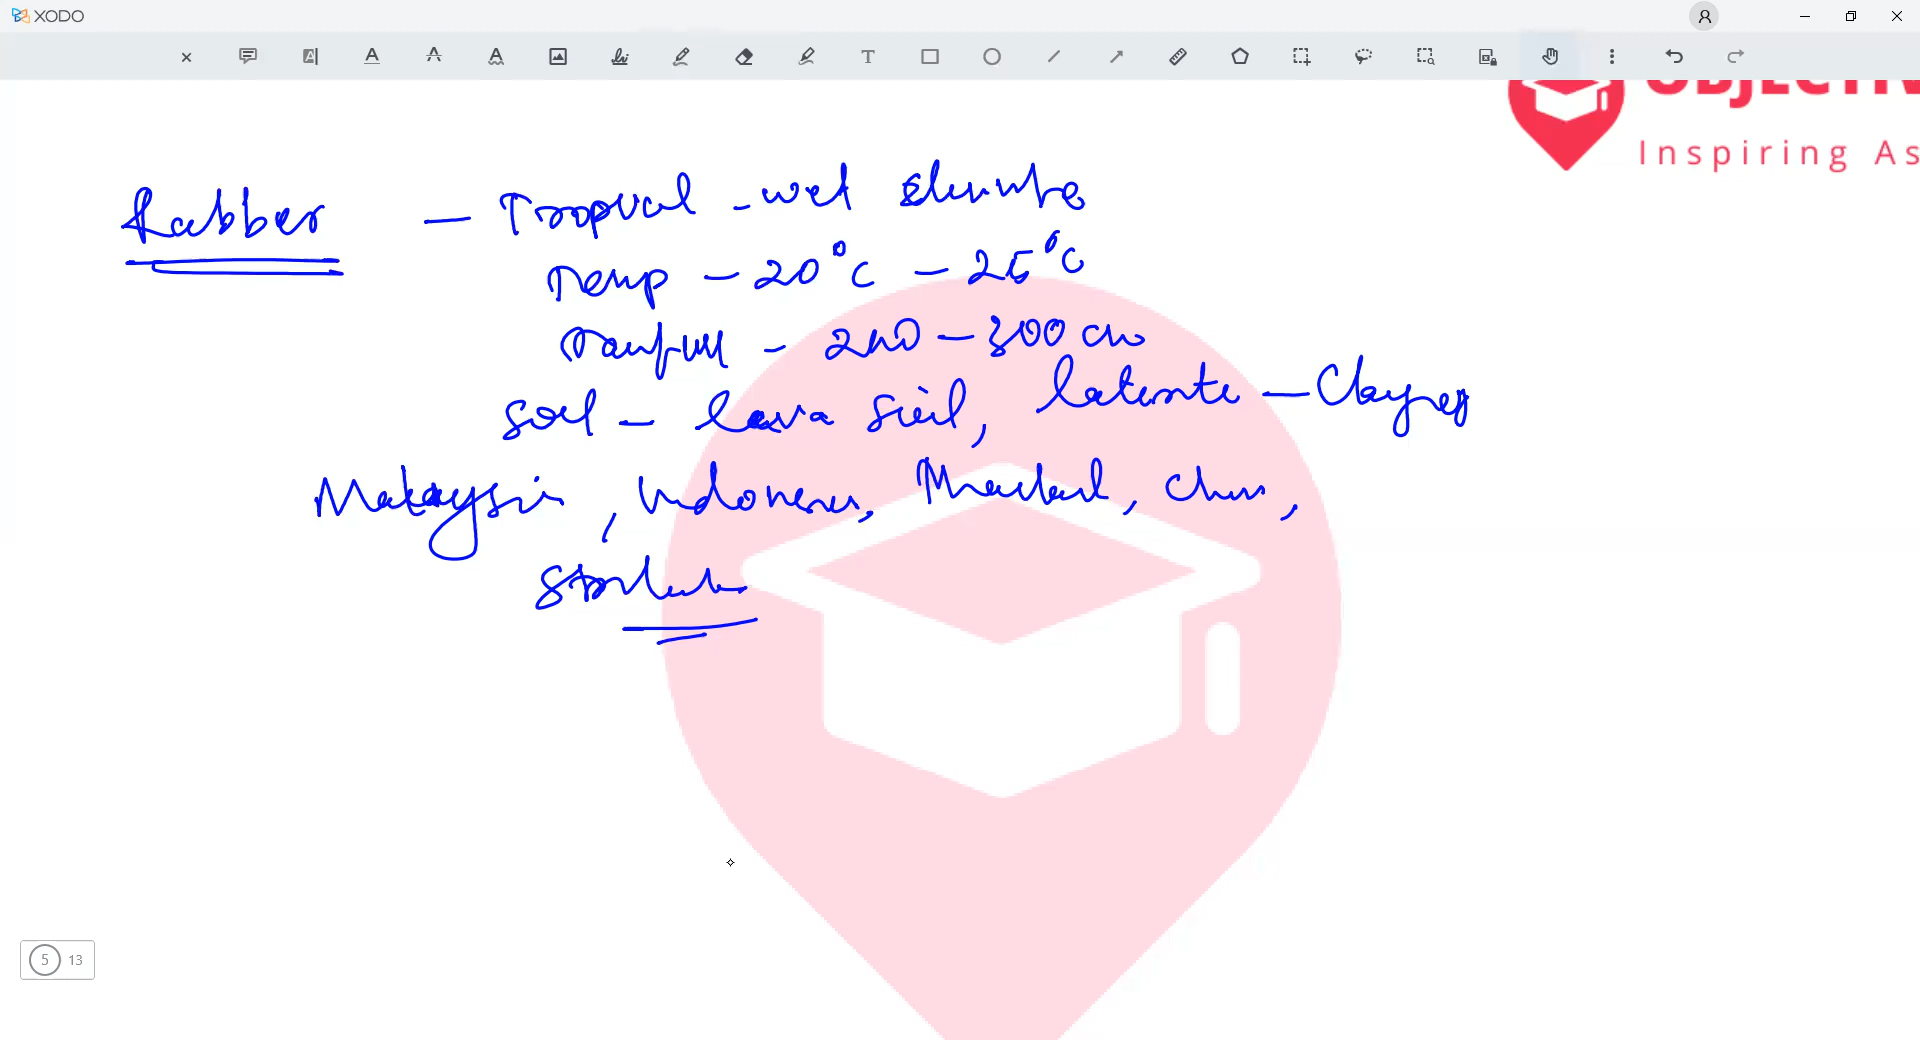 XODO
OBJECTIV
Inspiring As
Rubber — Tropical - wet climate
Temp — 20°C — 25°C
rainfall - 200 — 300 cm
Soil — lava soil, laterite — Clayey
Malaysia, Indonesia, Thailand, China,
Srilanka
5 13